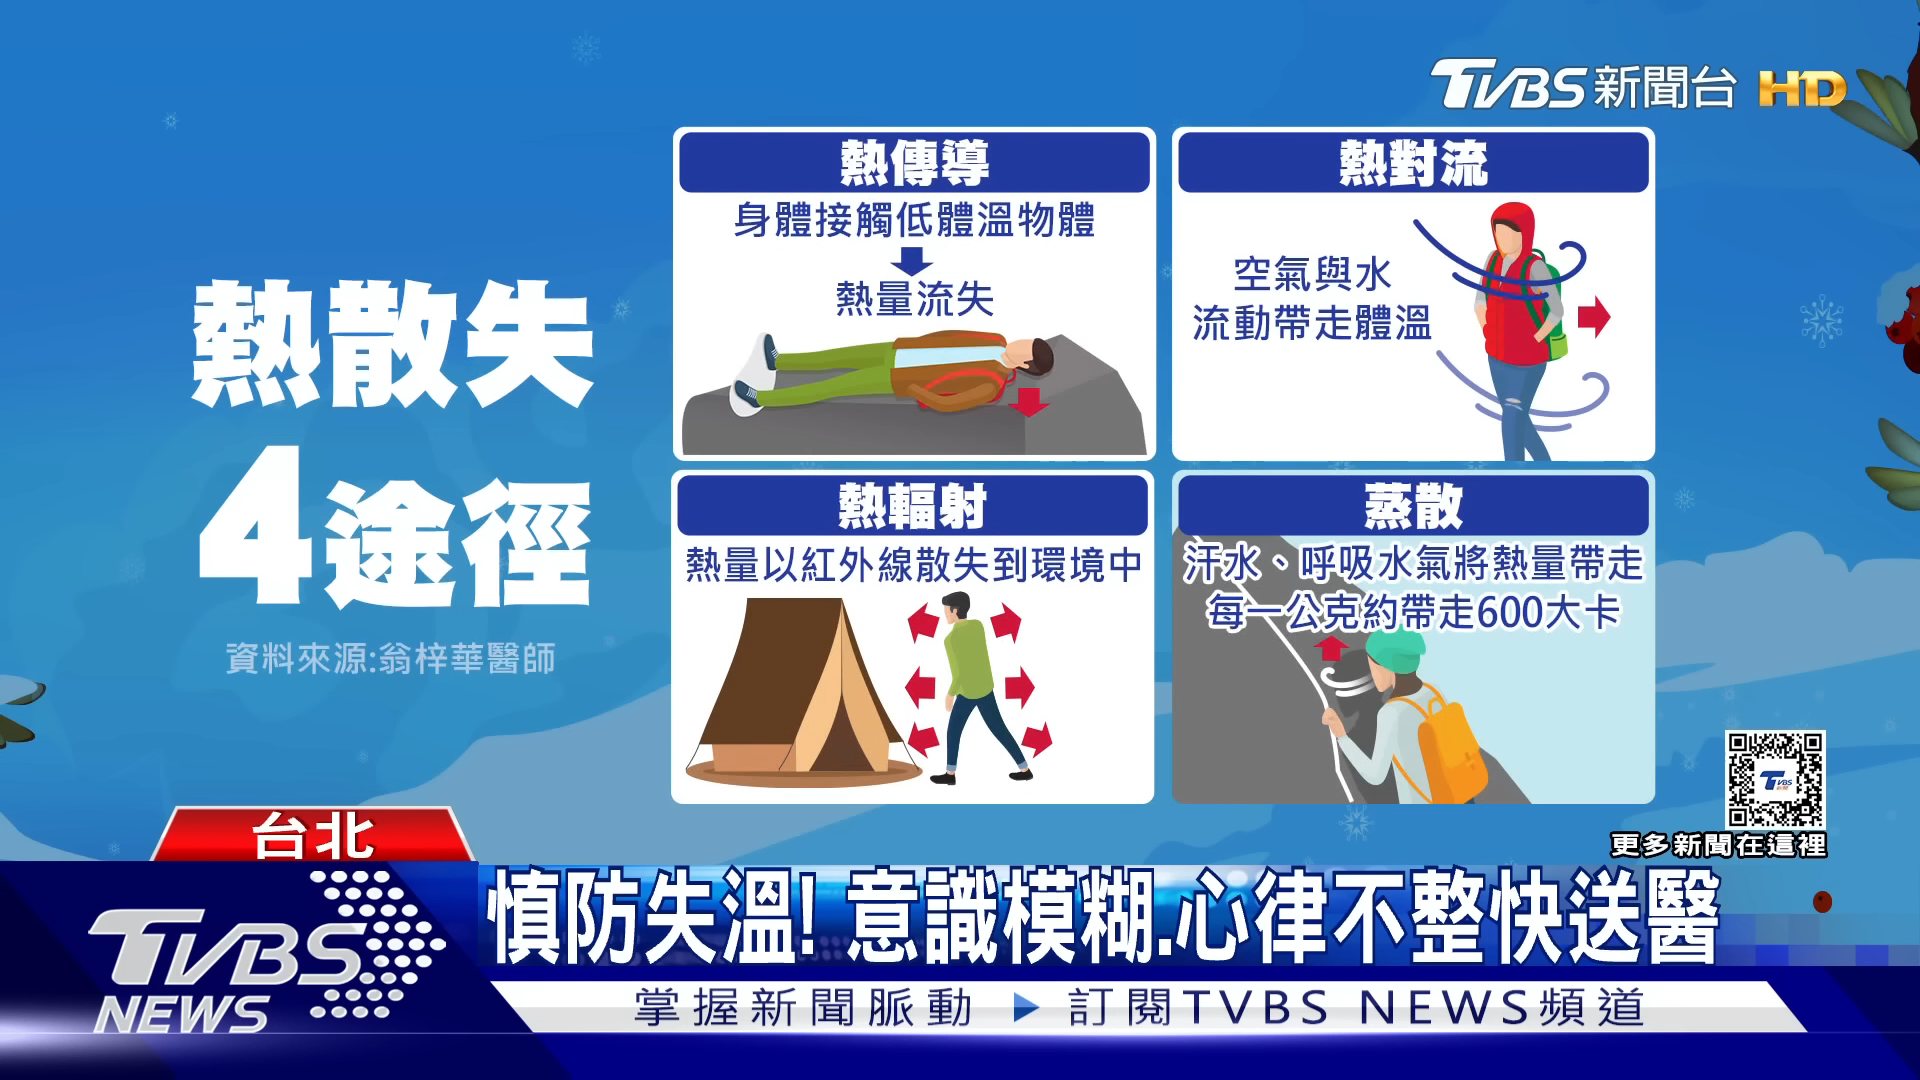 TVBS新聞台 HD
熱散失
4途徑
資料來源:翁梓華醫師
熱傳導
身體接觸低體溫物體
熱量流失
熱對流
空氣與水
流動帶走體溫
熱輻射
熱量以紅外線散失到環境中
蒸散
汗水、呼吸水氣將熱量帶走
每一公克約帶走600大卡
TVBS
新聞
更多新聞在這裡
台北
慎防失溫! 意識模糊.心律不整快送醫
TVBS
NEWS
掌握新聞脈動 ▶ 訂閱TVBS NEWS頻道